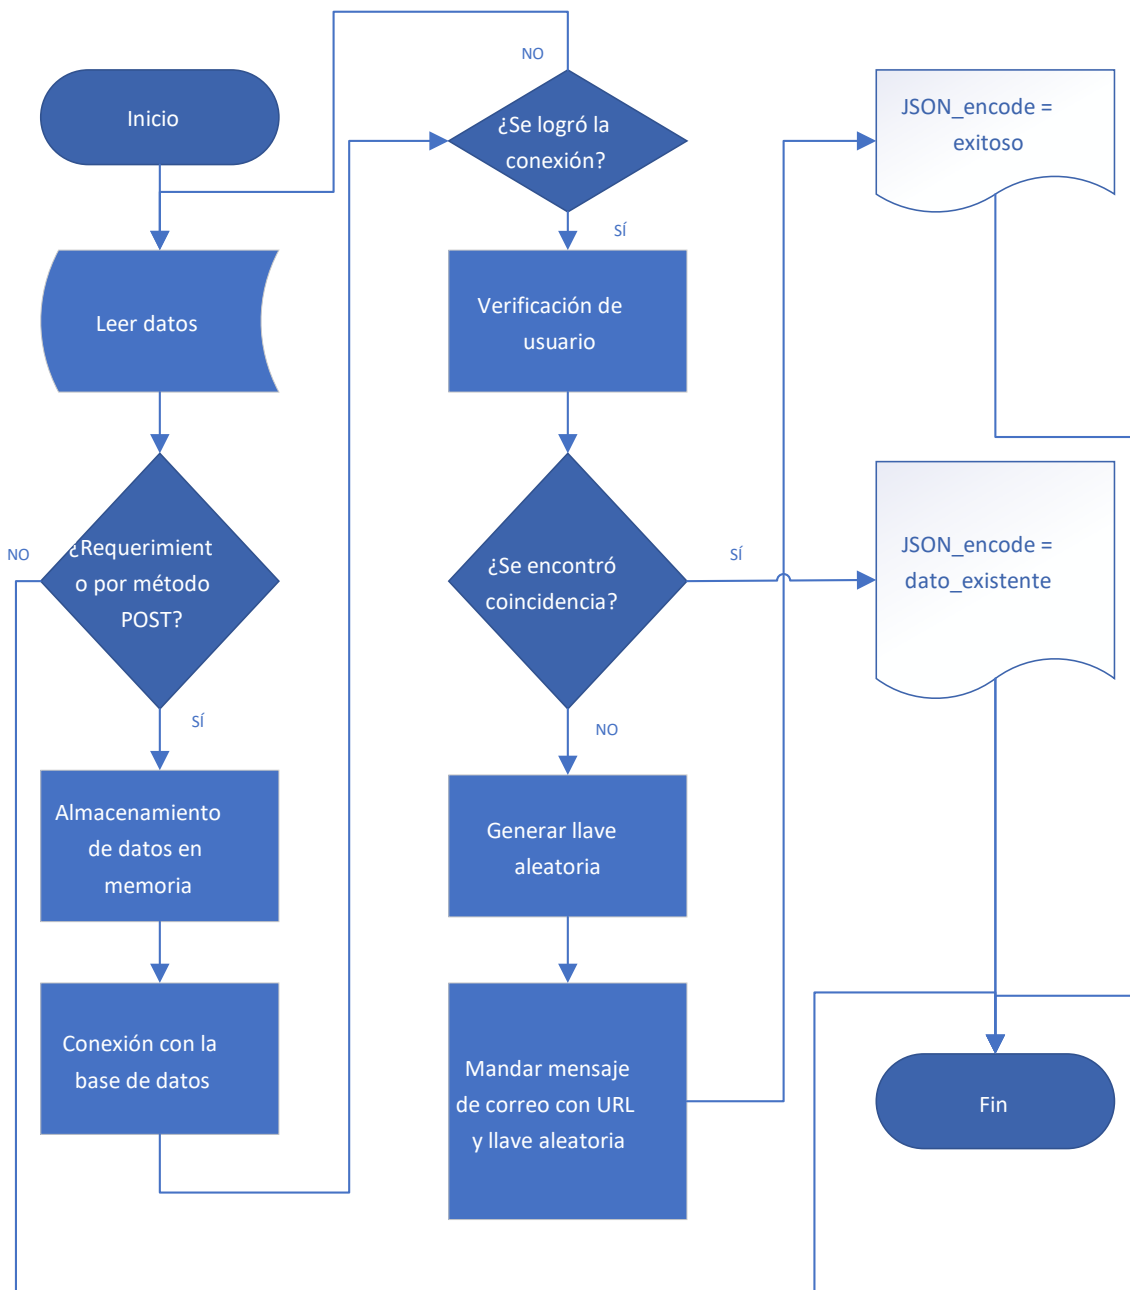 Inicio
Leer datos
NO
¿Requerimient
o por método
POST?
SÍ
Almacenamiento
de datos en
memoria
Conexión con la
base de datos
NO
¿Se logró la
conexión?
SÍ
Verificación de
usuario
¿Se encontró
coincidencia?
SÍ
NO
Generar llave
aleatoria
Mandar mensaje
de correo con URL
y llave aleatoria
JSON_encode =
exitoso
JSON_encode =
dato_existente
Fin